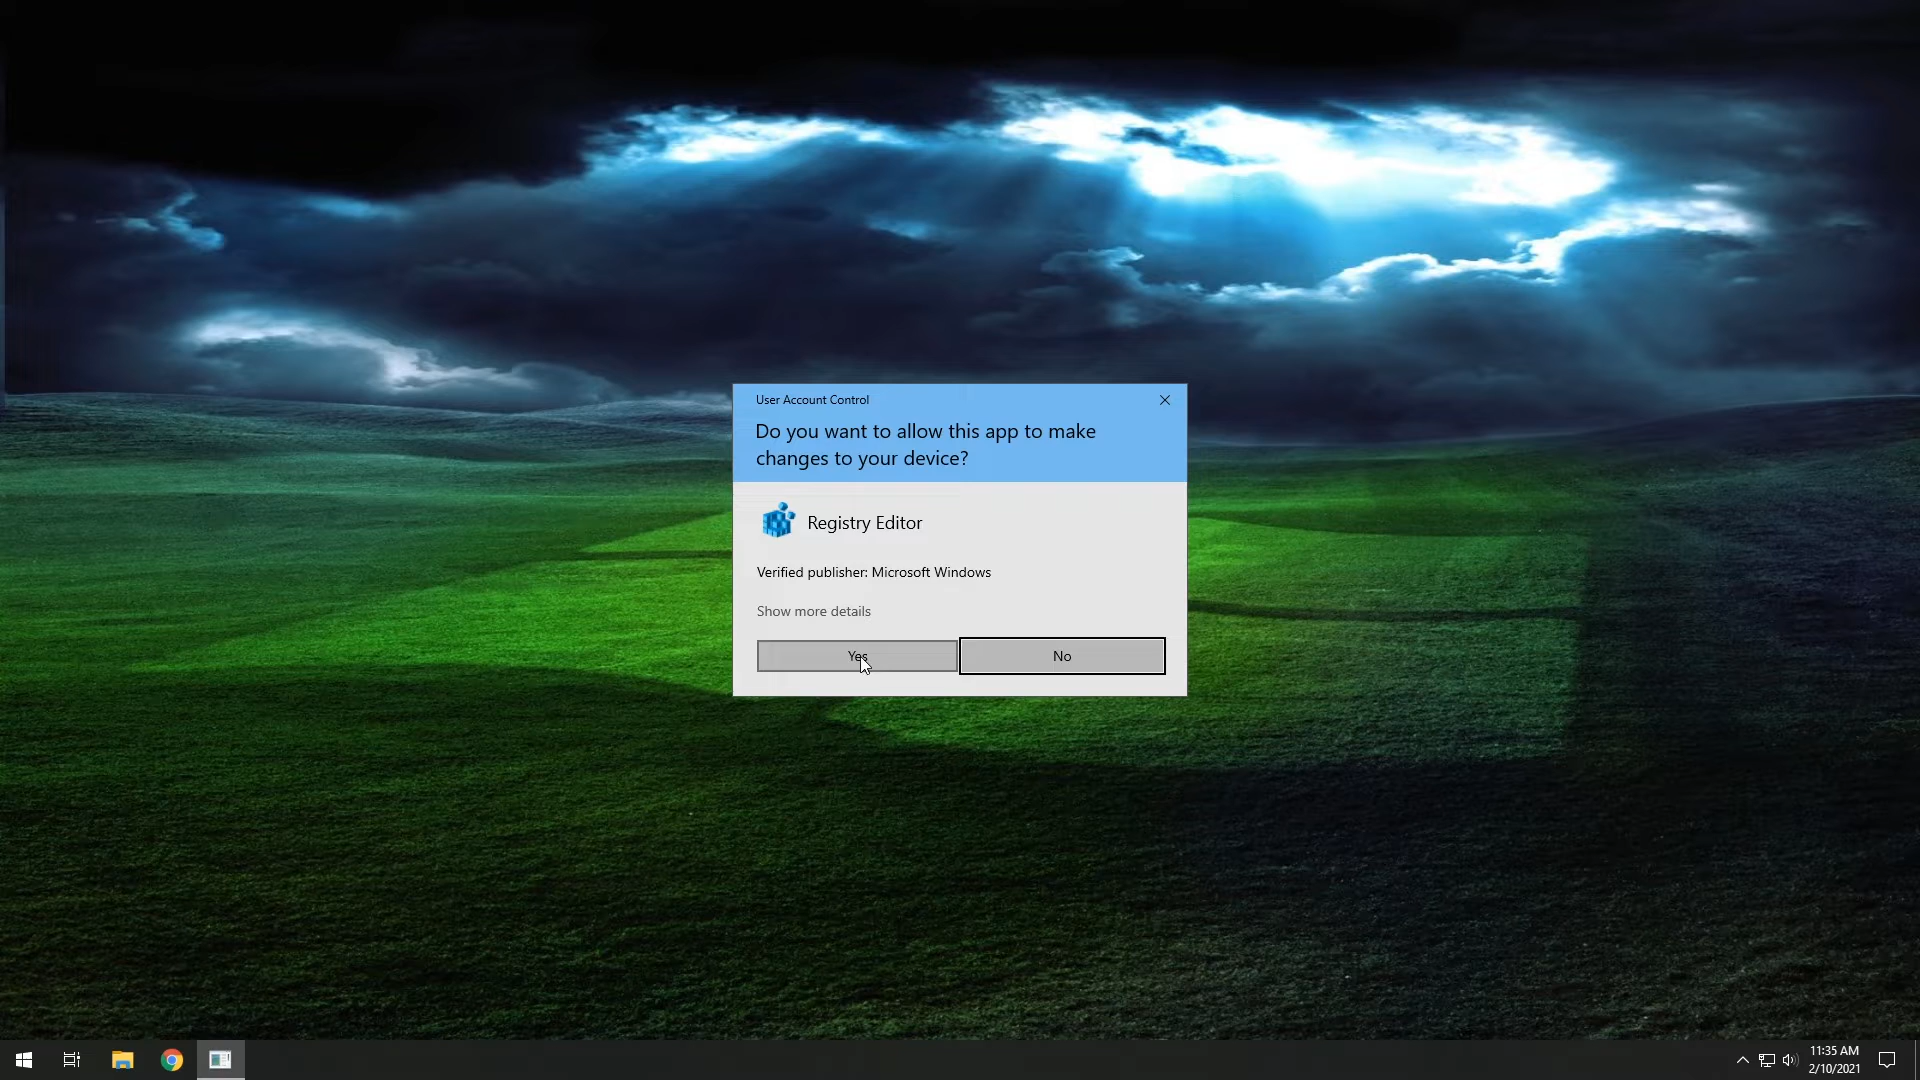 User Account Control
Do you want to allow this app to make
changes to your device?
Registry Editor
Verified publisher: Microsoft Windows
Show more details
Yes
No
11:35 AM
2/10/2021